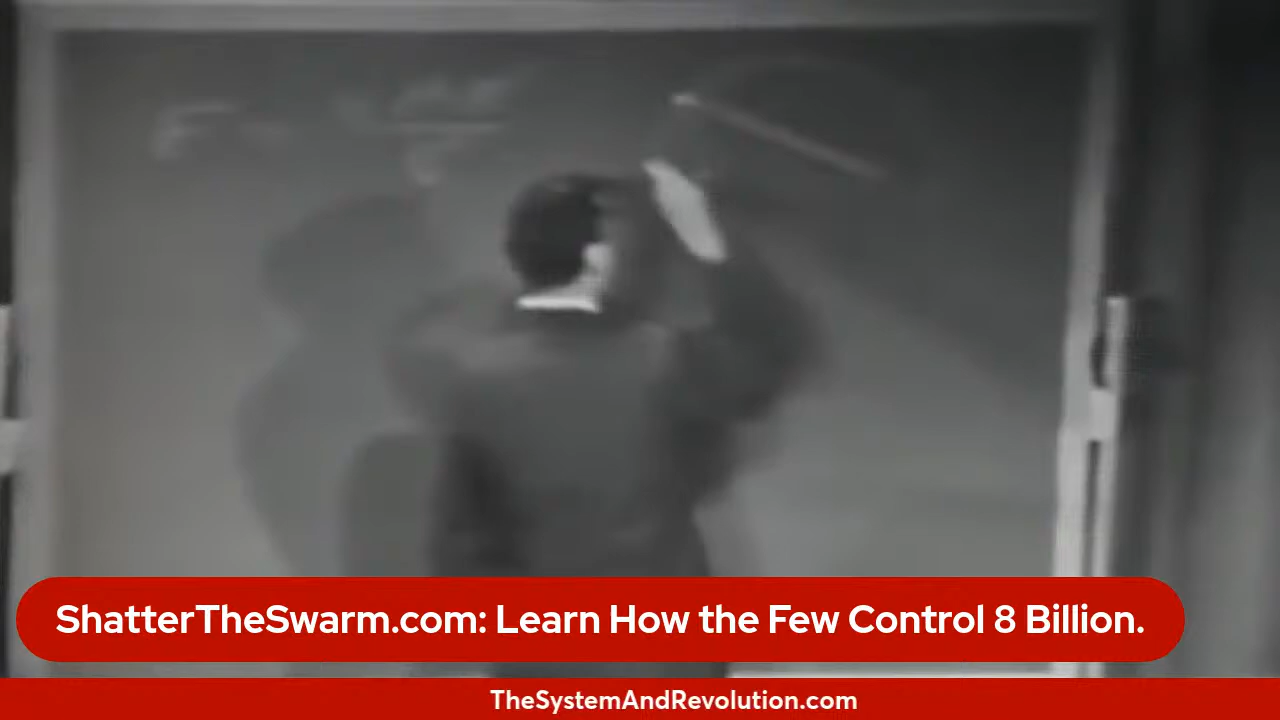 ShatterTheSwarm.com: Learn How the Few Control 8 Billion.
TheSystemAndRevolution.com